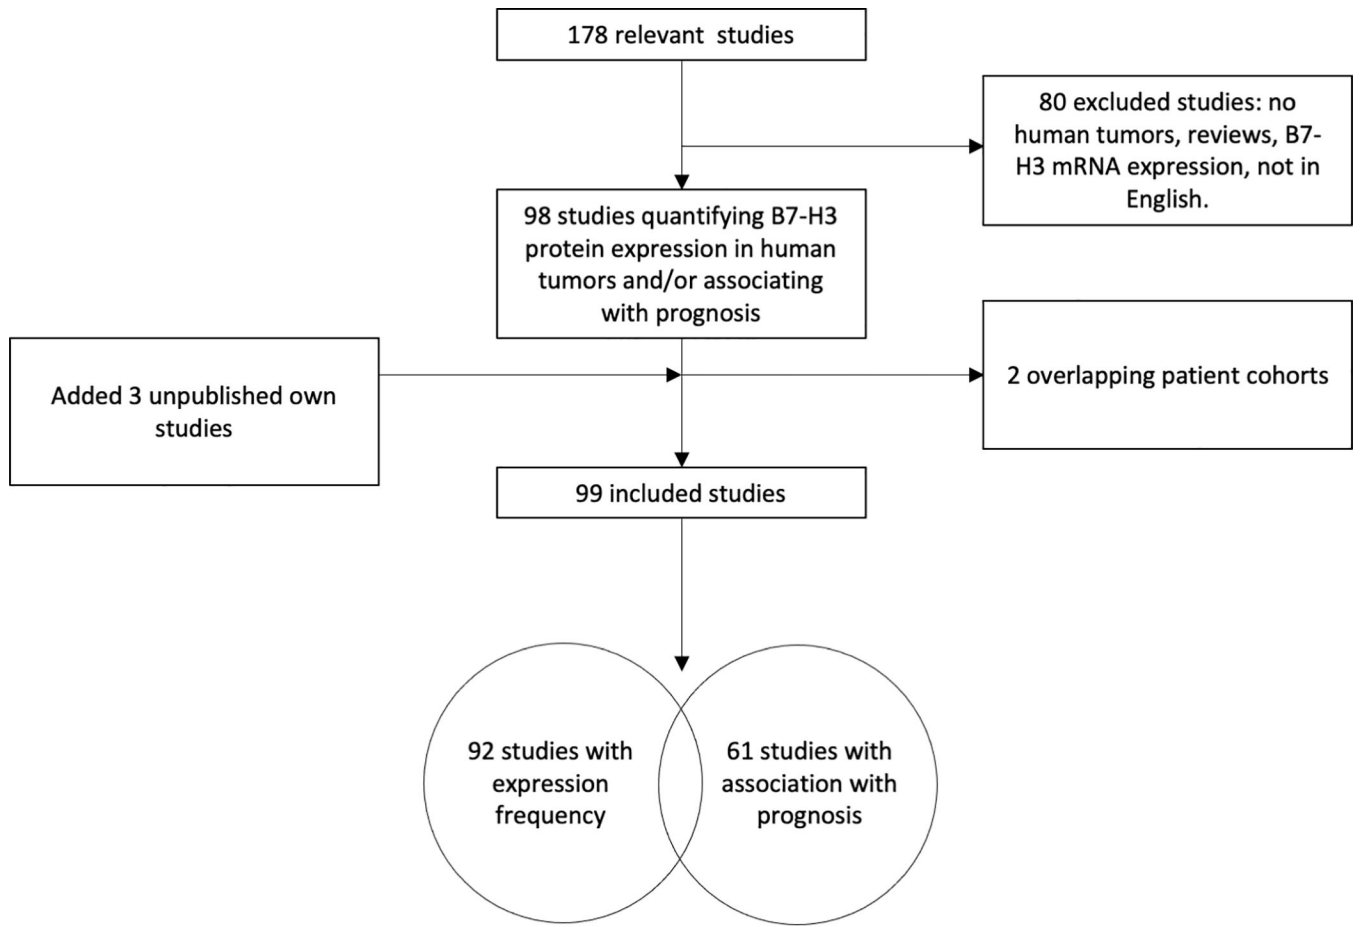 178 relevant studies
80 excluded studies: no
human tumors, reviews, B7-
H3 mRNA expression, not in
English.
98 studies quantifying B7-H3
protein expression in human
tumors and/or associating
with prognosis
Added 3 unpublished own
studies
2 overlapping patient cohorts
99 included studies
92 studies with
expression
frequency
61 studies with
association with
prognosis